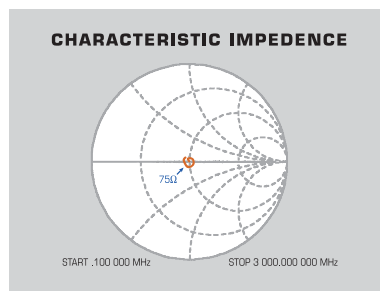 CHARACTERISTIC IMPEDENCE
75Ω
START .100 000 MHz STOP 3 000.000 000 MHz